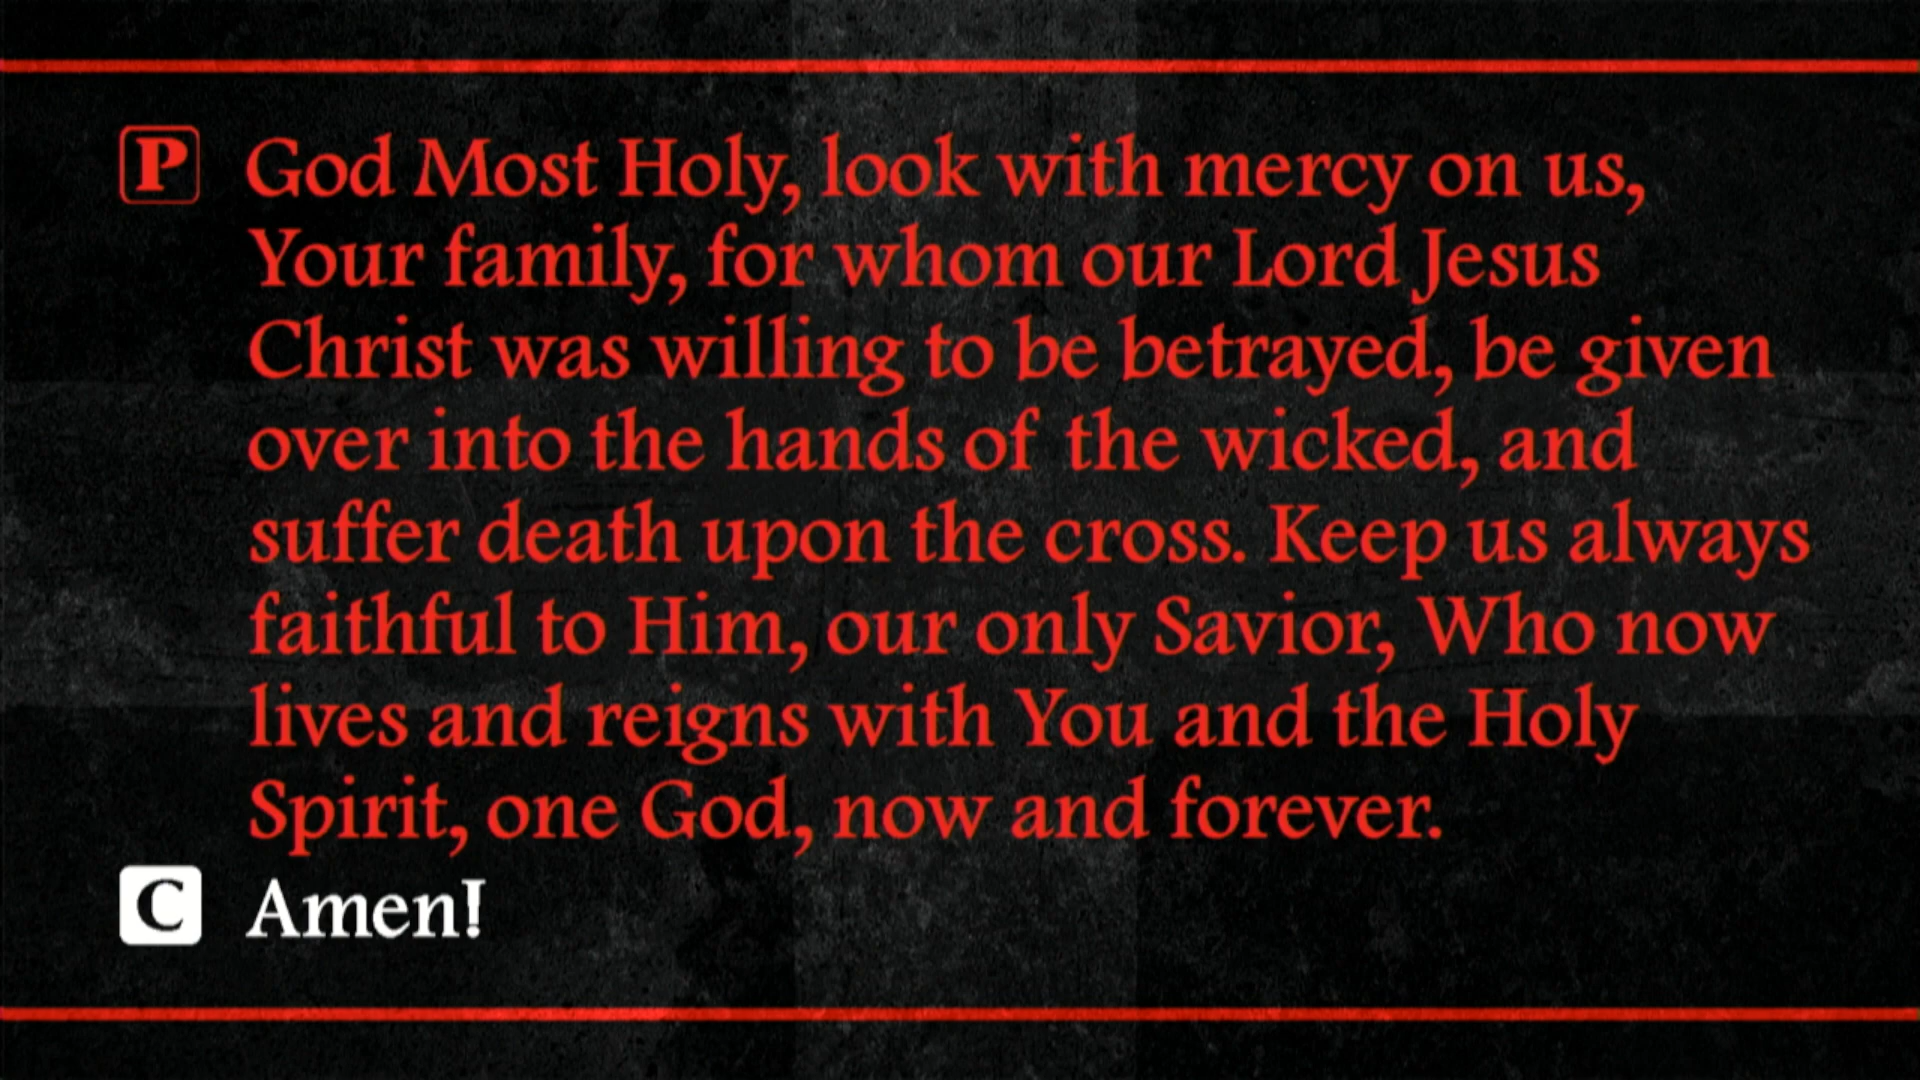 P God Most Holy, look with mercy on us,
Your family, for whom our Lord Jesus
Christ was willing to be betrayed, be given
over into the hands of the wicked, and
suffer death upon the cross. Keep us always
faithful to Him, our only Savior, Who now
lives and reigns with You and the Holy
Spirit, one God, now and forever.
C Amen!